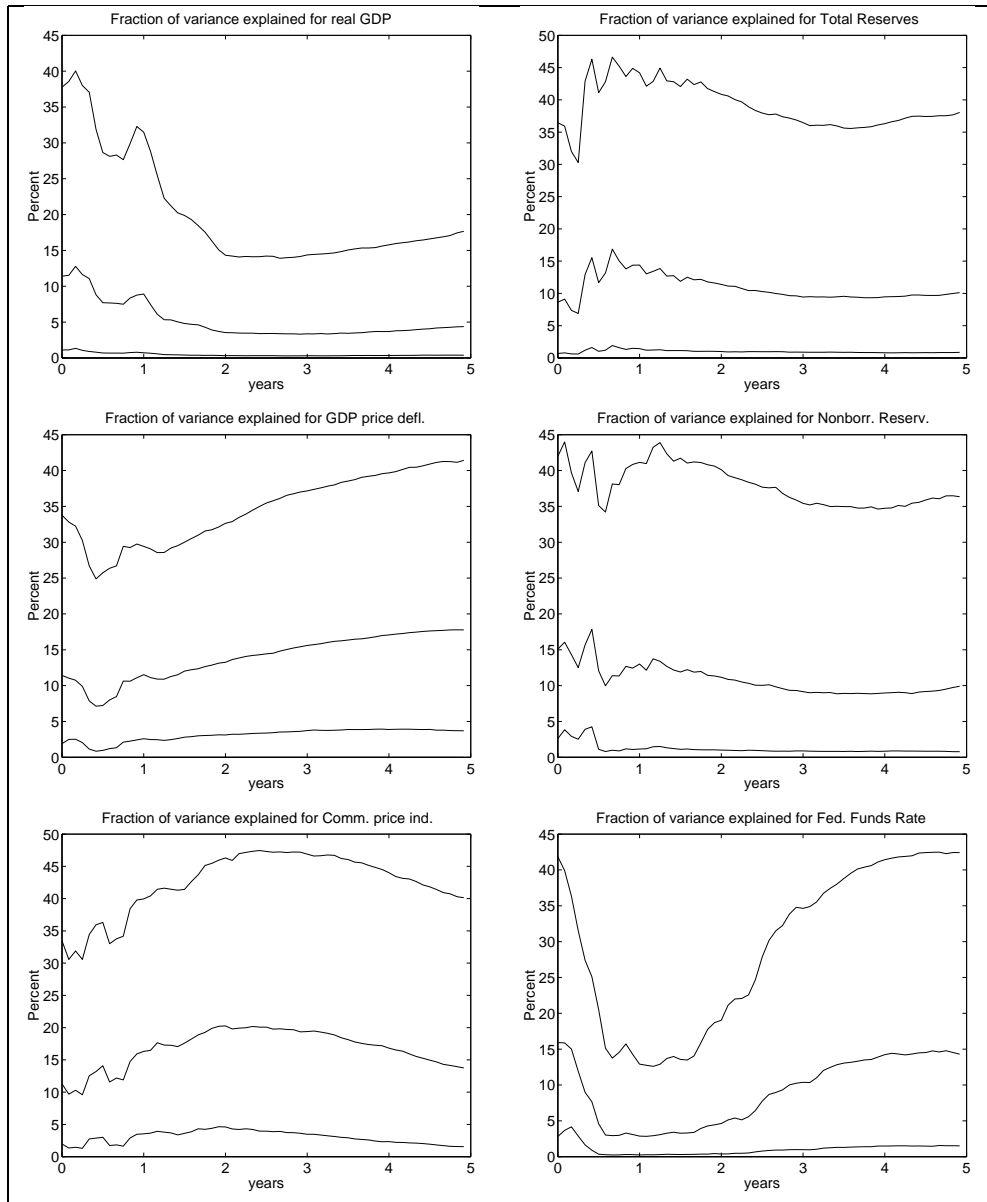 Fraction of variance explained for real GDP
45
40
35
30
25
20
15
10
5
0
Percent
0 1 2 3 4 5
years
Fraction of variance explained for Total Reserves
50
45
40
35
30
25
20
15
10
5
0
Percent
0 1 2 3 4 5
years
Fraction of variance explained for GDP price defl.
45
40
35
30
25
20
15
10
5
0
Percent
0 1 2 3 4 5
years
Fraction of variance explained for Nonborr. Reserv.
45
40
35
30
25
20
15
10
5
0
Percent
0 1 2 3 4 5
years
Fraction of variance explained for Comm. price ind.
50
45
40
35
30
25
20
15
10
5
0
Percent
0 1 2 3 4 5
years
Fraction of variance explained for Fed. Funds Rate
45
40
35
30
25
20
15
10
5
0
Percent
0 1 2 3 4 5
years